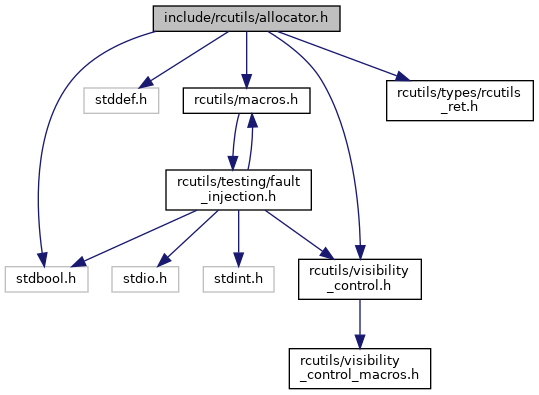 include/rcutils/allocator.h
stddef.h
rcutils/macros.h
rcutils/types/rcutils
_ret.h
rcutils/testing/fault
_injection.h
stdbool.h
stdio.h
stdint.h
rcutils/visibility
_control.h
rcutils/visibility
_control_macros.h